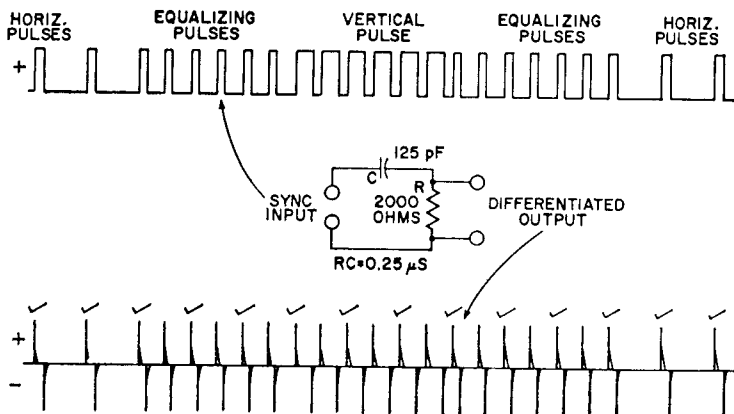 HORIZ.
PULSES
EQUALIZING
PULSES
VERTICAL
PULSE
EQUALIZING
PULSES
HORIZ.
PULSES
+
125 pF
C
R
SYNC
INPUT
2000
OHMS
DIFFERENTIATED
OUTPUT
RC=0.25 µS
+
−